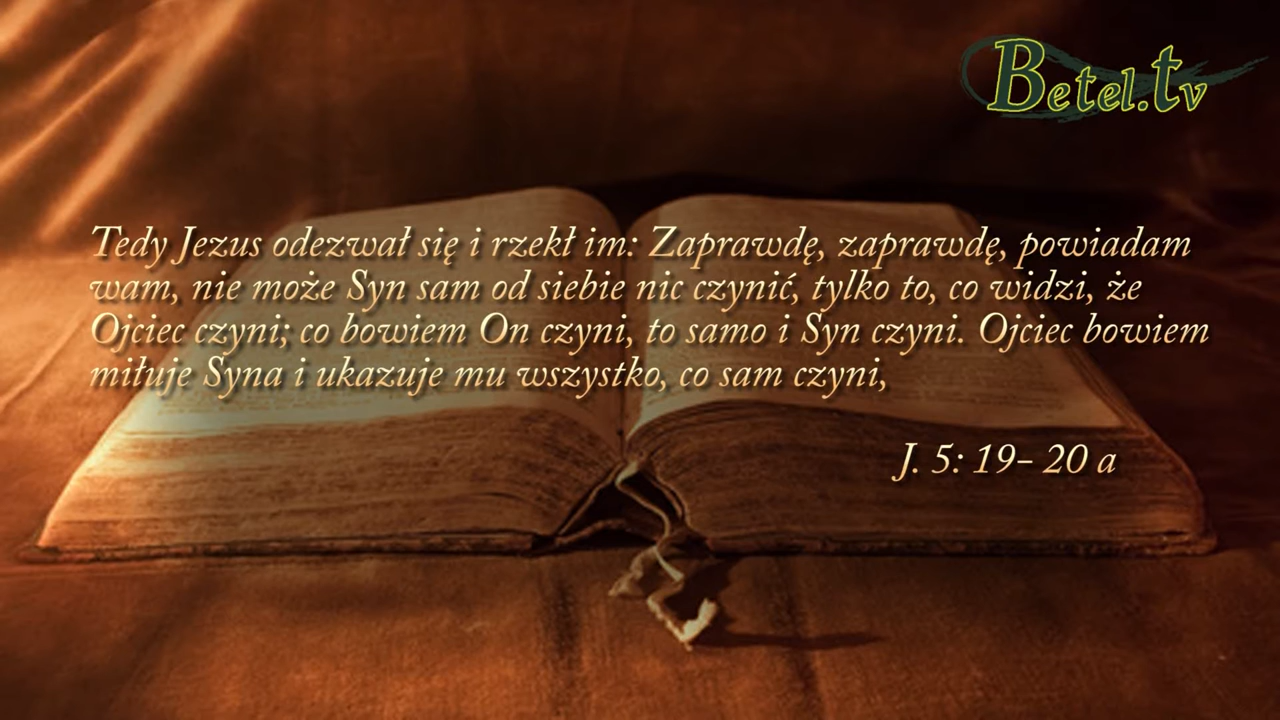 Betel.tv
Tedy Jezus odezwał się i rzekł im: Zaprawdę, zaprawdę, powiadam
wam, nie może Syn sam od siebie nic czynić, tylko to, co widzi, że
Ojciec czyni; co bowiem On czyni, to samo i Syn czyni. Ojciec bowiem
miłuje Syna i ukazuje mu wszystko, co sam czyni,
J. 5: 19– 20 a